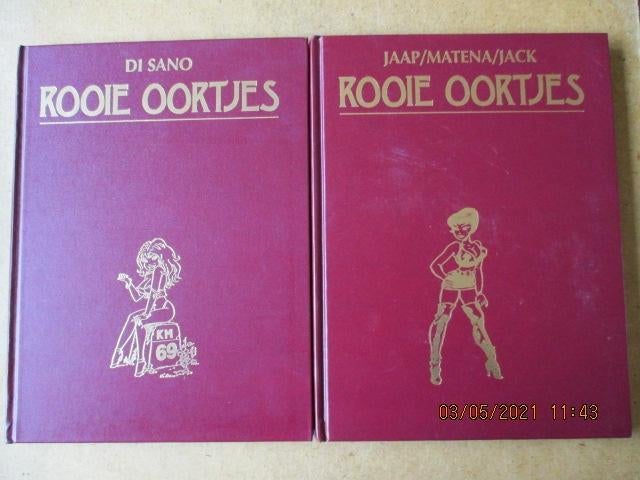 DI SANO
ROOIE OORTJES
KM
69
JAAP/MATENA/JACK
ROOIE OORTJES
03/05/2021 11:43